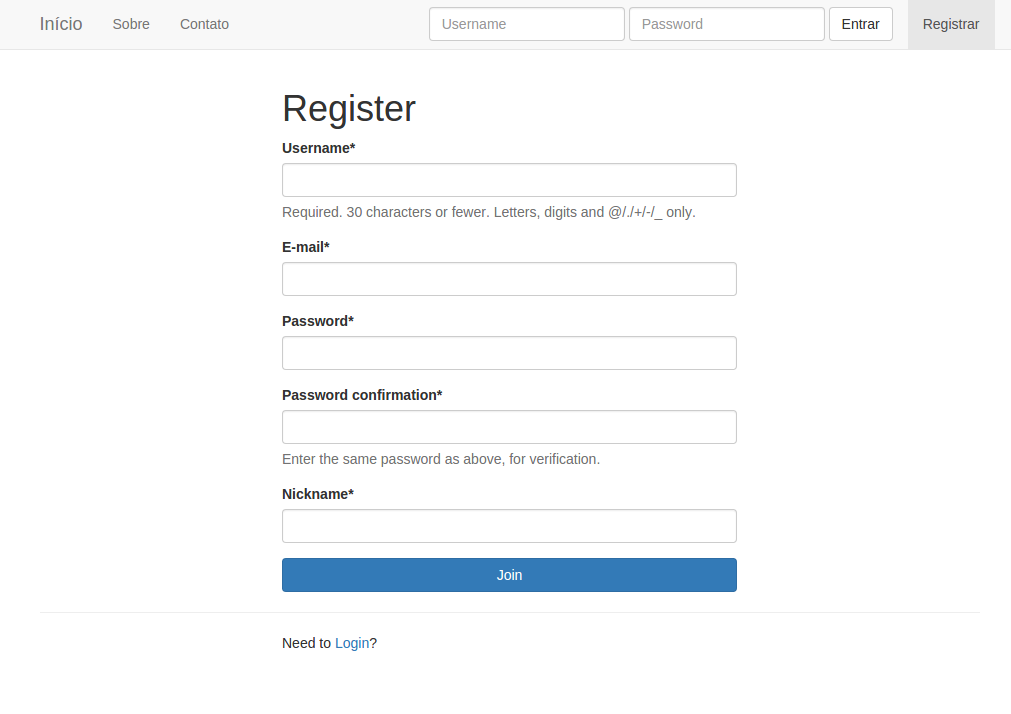 Início Sobre Contato Username Password Entrar Registrar
Register
Username*
Required. 30 characters or fewer. Letters, digits and @/./+/-/_ only.
E-mail*
Password*
Password confirmation*
Enter the same password as above, for verification.
Nickname*
Join
Need to Login?